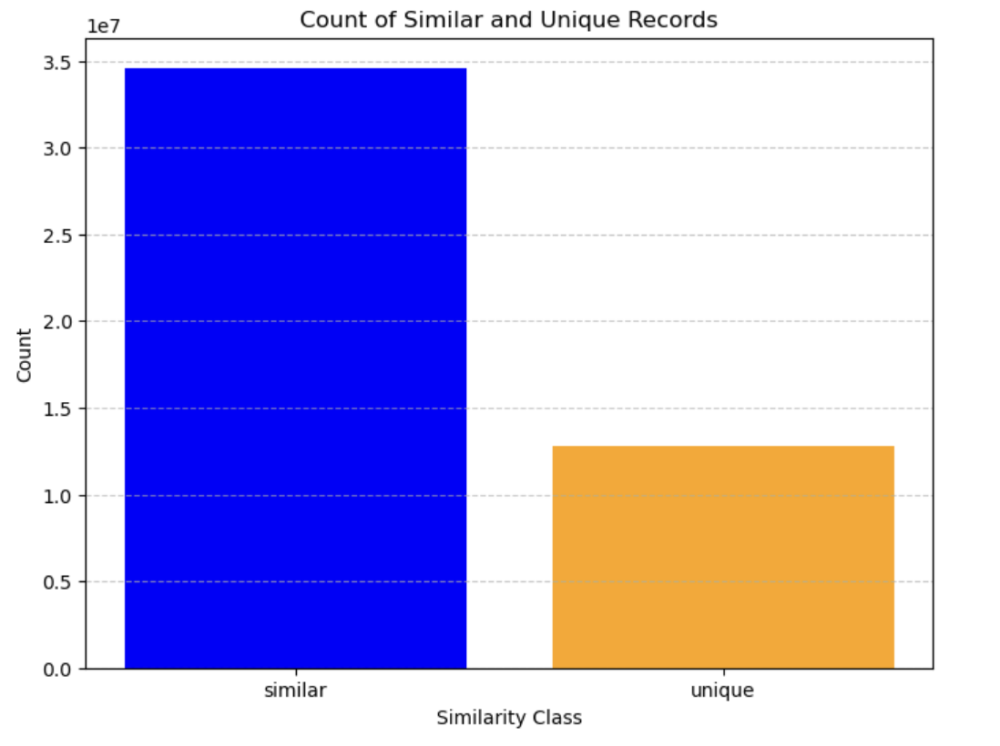 Count of Similar and Unique Records
1e7
3.5
3.0
2.5
2.0
1.5
1.0
0.5
0.0
Count
similar unique
Similarity Class